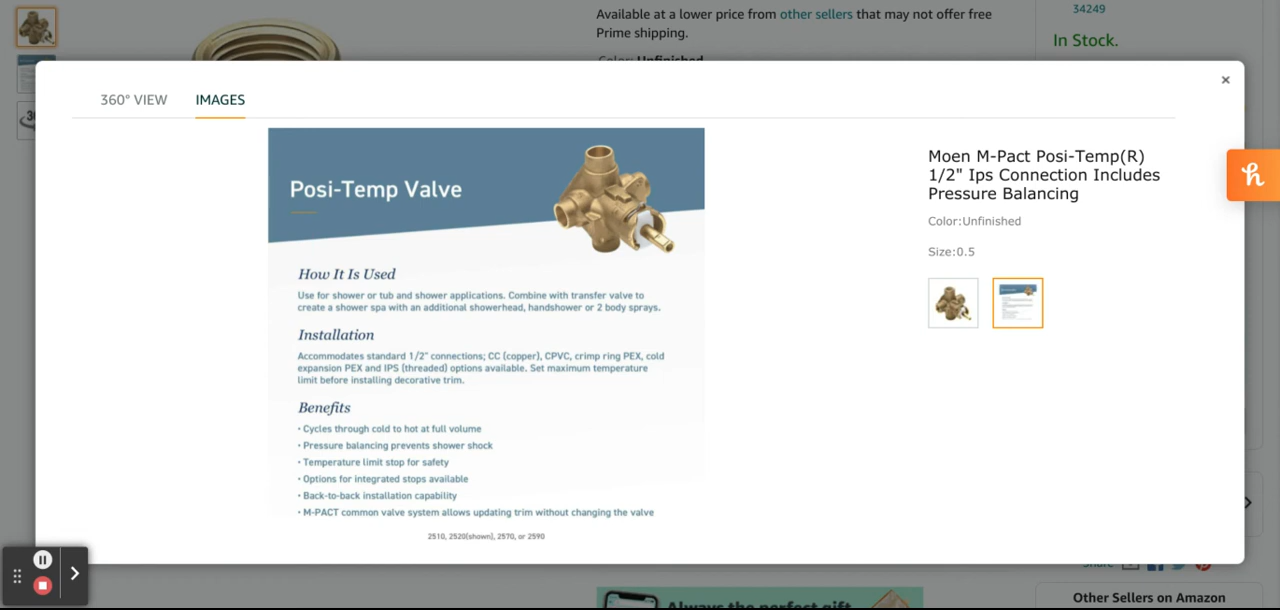 Available at a lower price from other sellers that may not offer free
Prime shipping.
34249
In Stock.
Color: Unfinished
360° VIEW
IMAGES
×
Posi-Temp Valve
How It Is Used
Use for shower or tub and shower applications. Combine with transfer valve to
create a shower spa with an additional showerhead, handshower or 2 body sprays.
Installation
Accommodates standard 1/2" connections; CC (copper), CPVC, crimp ring PEX, cold
expansion PEX and IPS (threaded) options available. Set maximum temperature
limit before installing decorative trim.
Benefits
• Cycles through cold to hot at full volume
• Pressure balancing prevents shower shock
• Temperature limit stop for safety
• Options for integrated stops available
• Back-to-back installation capability
• M-PACT common valve system allows updating trim without changing the valve
2510, 2520(shown), 2570, or 2590
Moen M-Pact Posi-Temp(R)
1/2" Ips Connection Includes
Pressure Balancing
Color:Unfinished
Size:0.5
h
Share
Always the perfect gift
Other Sellers on Amazon